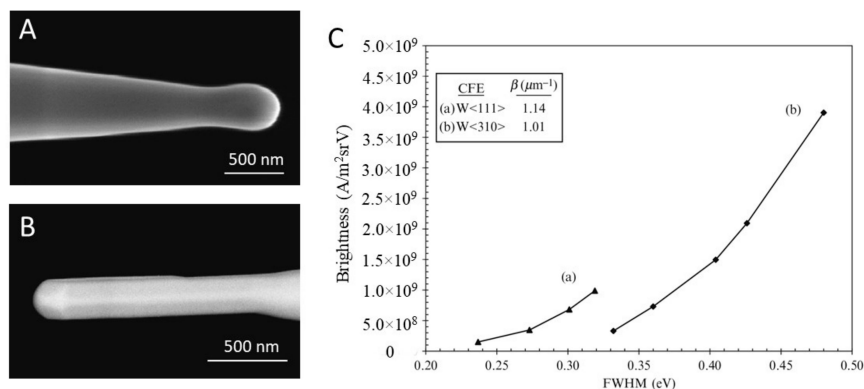 A
500 nm
B
500 nm
C
Brightness (A/m²srV)
5.0×10⁹
4.5×10⁹
4.0×10⁹
3.5×10⁹
3.0×10⁹
2.5×10⁹
2.0×10⁹
1.5×10⁹
1.0×10⁹
5.0×10⁸
0
CFE β (μm⁻¹)
(a) W<111> 1.14
(b) W<310> 1.01
(b)
(a)
0.20 0.25 0.30 0.35 0.40 0.45 0.50
FWHM (eV)